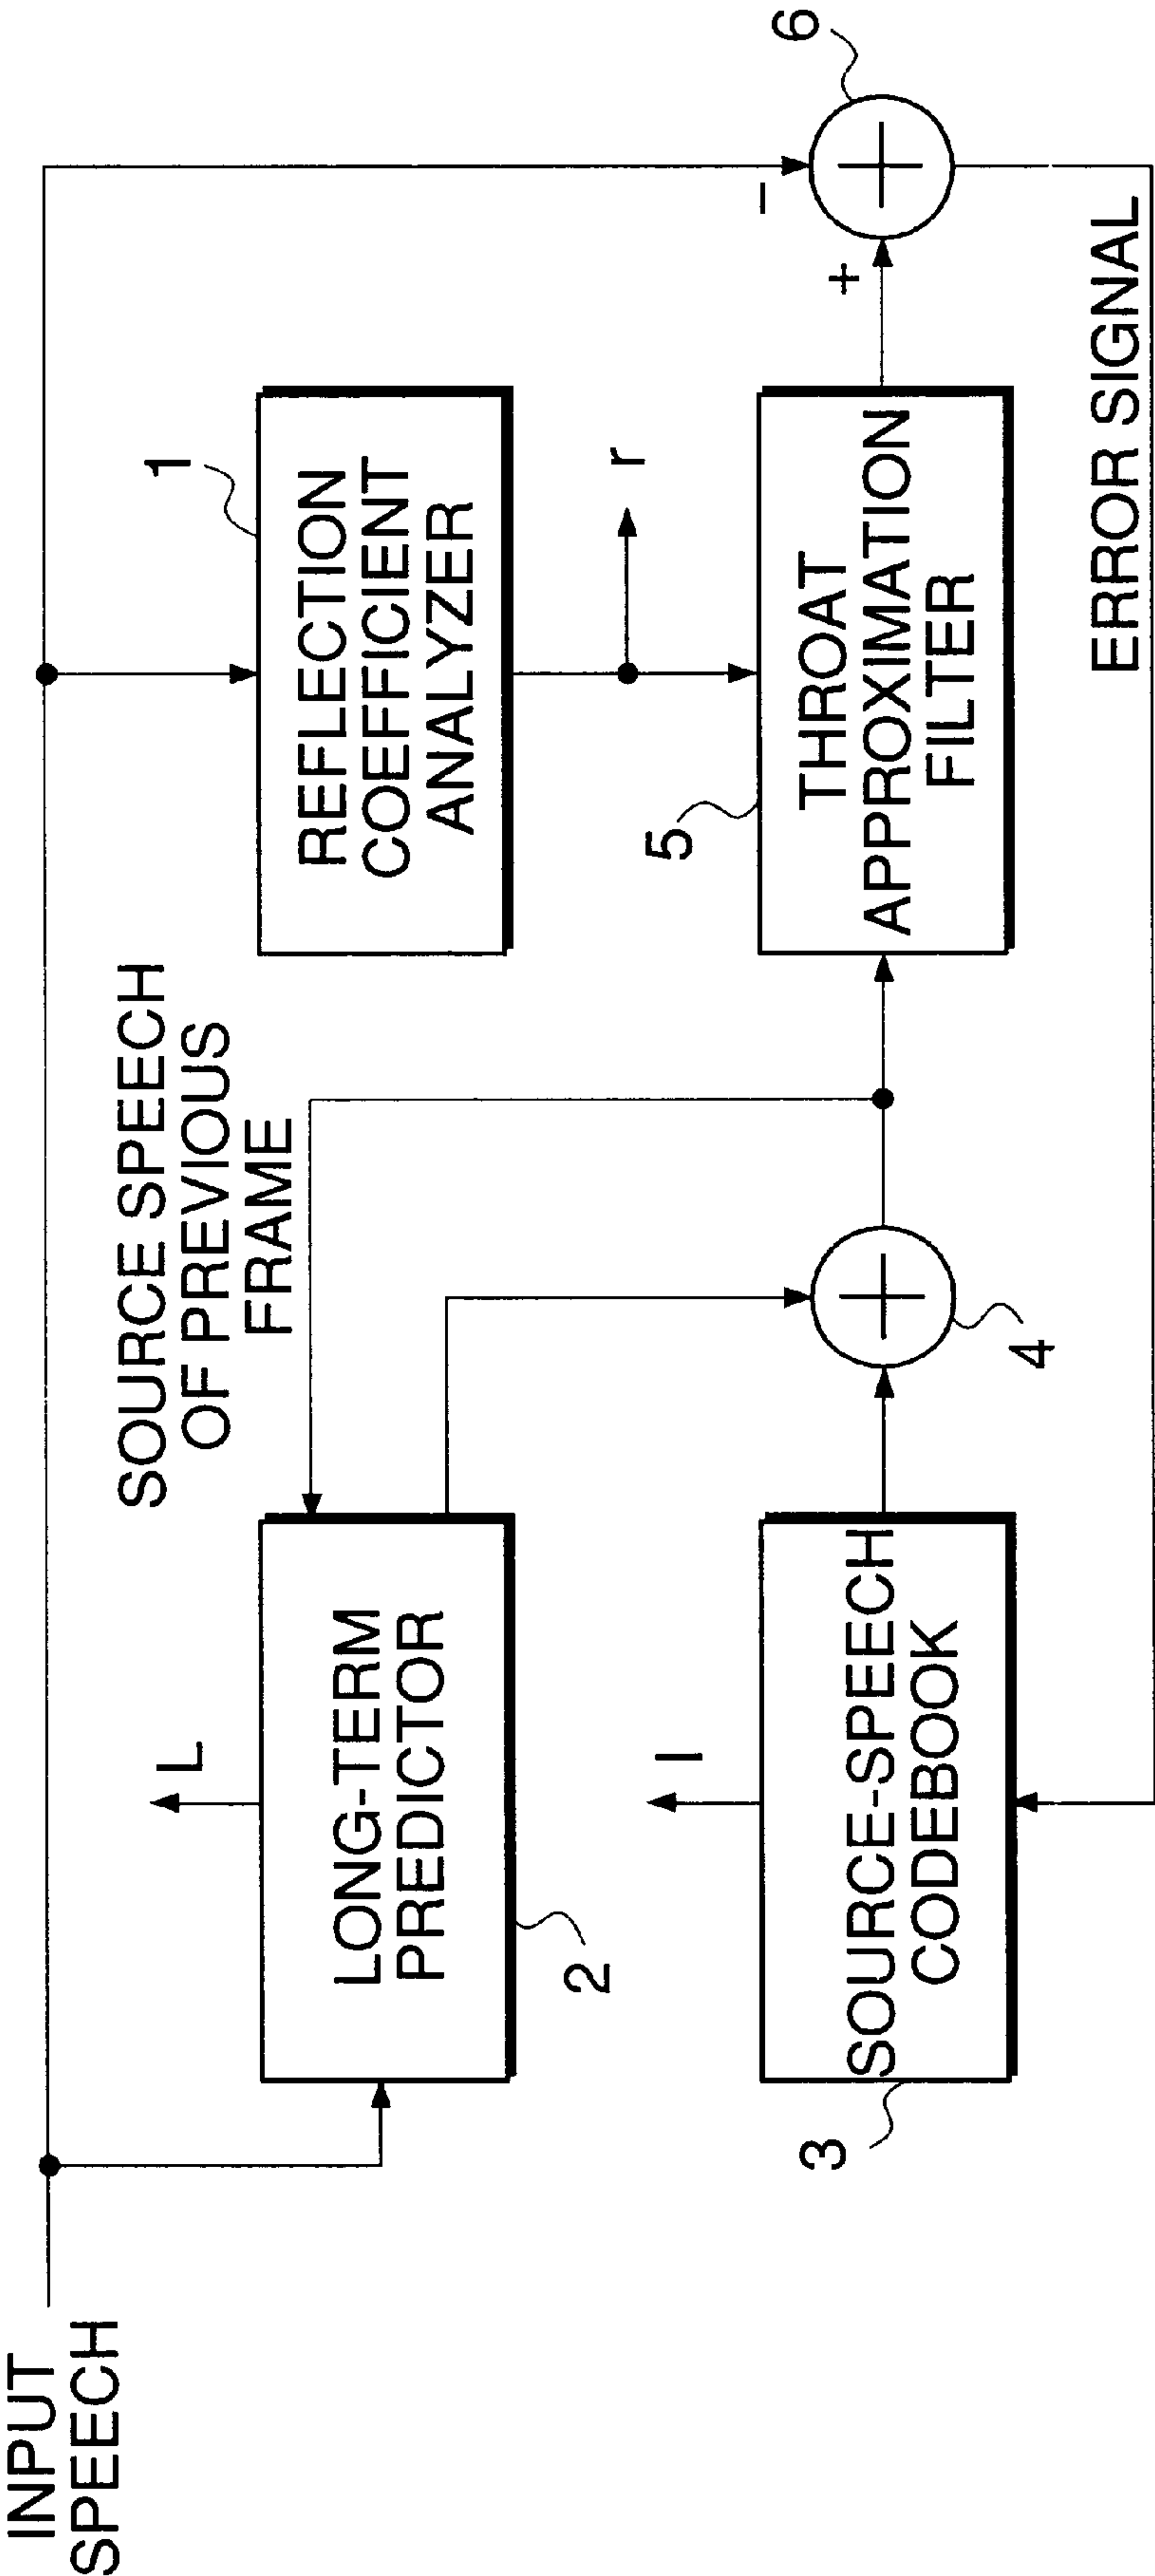 INPUT
SPEECH
L
LONG-TERM
PREDICTOR
2
SOURCE SPEECH
OF PREVIOUS
FRAME
1
REFLECTION
COEFFICIENT
ANALYZER
r
I
SOURCE-SPEECH
CODEBOOK
3
4
5
THROAT
APPROXIMATION
FILTER
+
−
6
ERROR SIGNAL